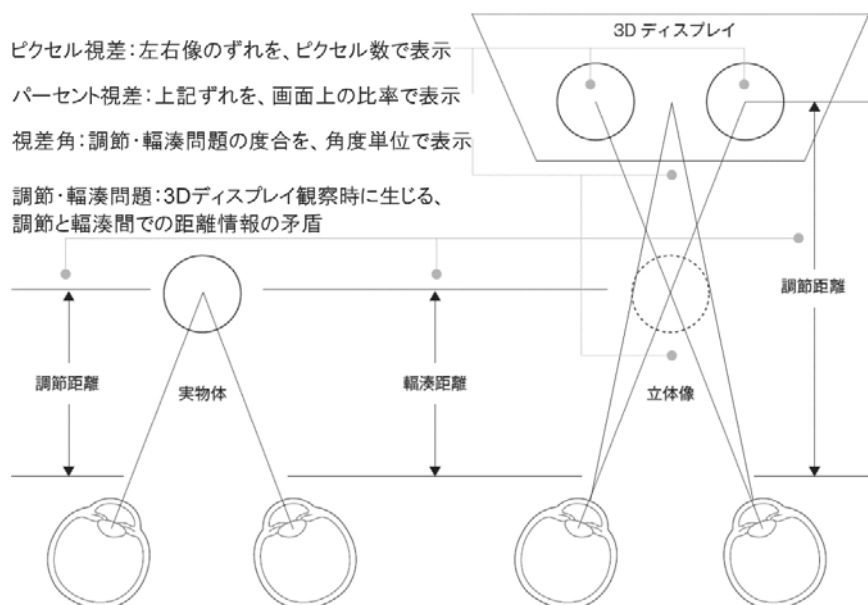 3D ディスプレイ
ピクセル視差：左右像のずれを、ピクセル数で表示
パーセント視差：上記ずれを、画面上の比率で表示
視差角：調節・輻湊問題の度合を、角度単位で表示
調節・輻湊問題：3Dディスプレイ観察時に生じる、
調節と輻湊間での距離情報の矛盾
調節距離
調節距離
実物体
輻湊距離
立体像